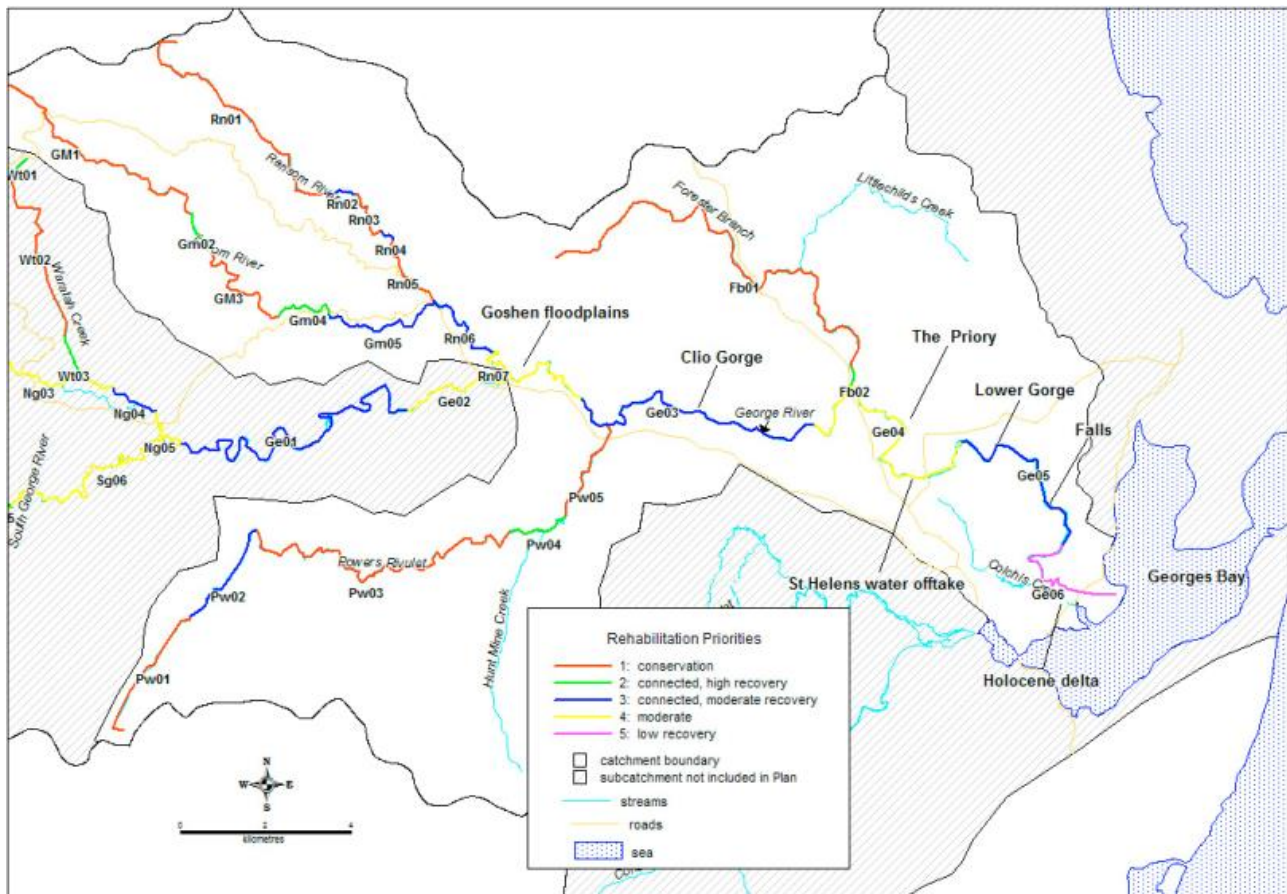 Rn01
GM1
Ransom River
Wt01
Rn02
Littlechild's Creek
Rn03
Forester Branch
Gm02
Rn04
Wt02
Waratah Creek
GM3
Rn05
Fb01
Gm04
Goshen floodplains
Gm05
Rn06
The Priory
Clio Gorge
Wt03
Rn07
Lower Gorge
Ng03
Fb02
Ng04
Ge02
Ge03
George River
Falls
Ge04
Ng05
Ge01
Sg06
Ge05
South George River
Pw05
Pw04
Powers Rivulet
Pw03
St Helens water offtake
Georges Bay
Pw02
Ge06
Hunt Mine Creek
Rehabilitation Priorities
1: conservation
2: connected, high recovery
3: connected, moderate recovery
4: moderate
5: low recovery
catchment boundary
subcatchment not included in Plan
streams
roads
sea
Holocene delta
Pw01
N
W E
S
0 2 4
kilometres